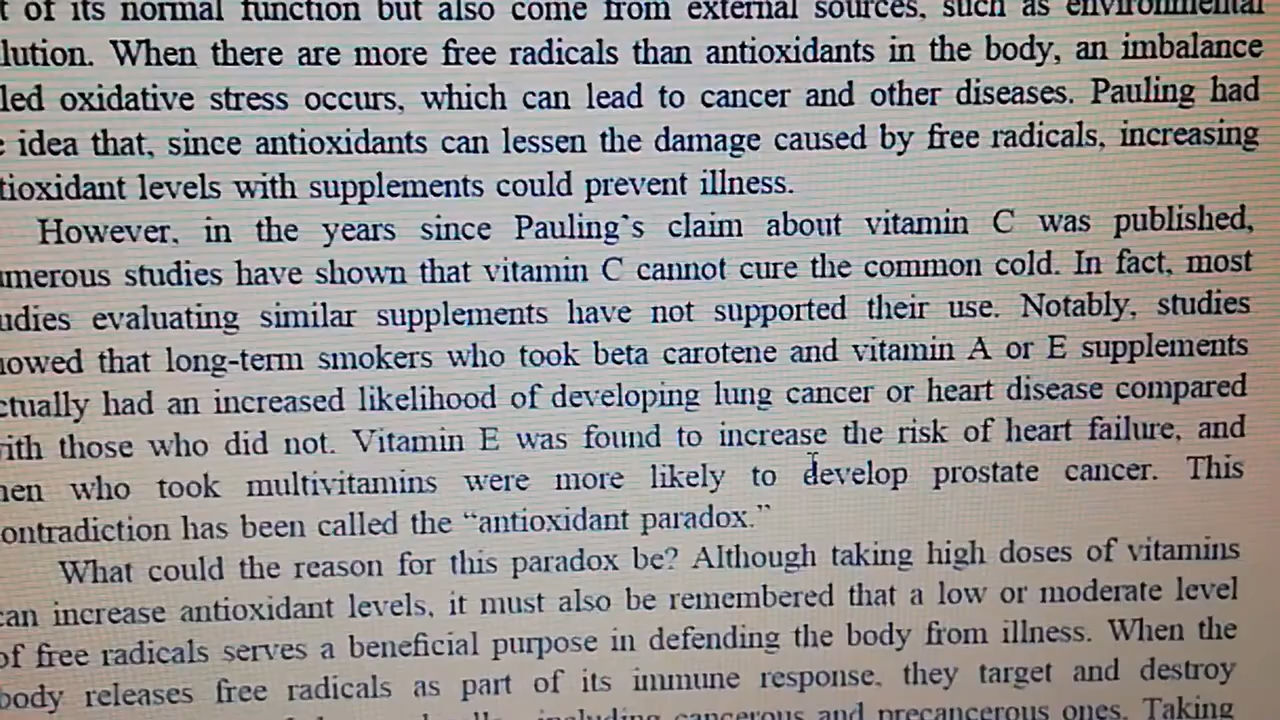 t of its normal function but also come from external sources, such as environmental
lution. When there are more free radicals than antioxidants in the body, an imbalance
led oxidative stress occurs, which can lead to cancer and other diseases. Pauling had
e idea that, since antioxidants can lessen the damage caused by free radicals, increasing
tioxidant levels with supplements could prevent illness.
However, in the years since Pauling's claim about vitamin C was published,
umerous studies have shown that vitamin C cannot cure the common cold. In fact, most
udies evaluating similar supplements have not supported their use. Notably, studies
howed that long-term smokers who took beta carotene and vitamin A or E supplements
ctually had an increased likelihood of developing lung cancer or heart disease compared
with those who did not. Vitamin E was found to increase the risk of heart failure, and
men who took multivitamins were more likely to develop prostate cancer. This
ontradiction has been called the “antioxidant paradox.”
What could the reason for this paradox be? Although taking high doses of vitamins
can increase antioxidant levels, it must also be remembered that a low or moderate level
of free radicals serves a beneficial purpose in defending the body from illness. When the
body releases free radicals as part of its immune response, they target and destroy
including cancerous and precancerous ones. Taking